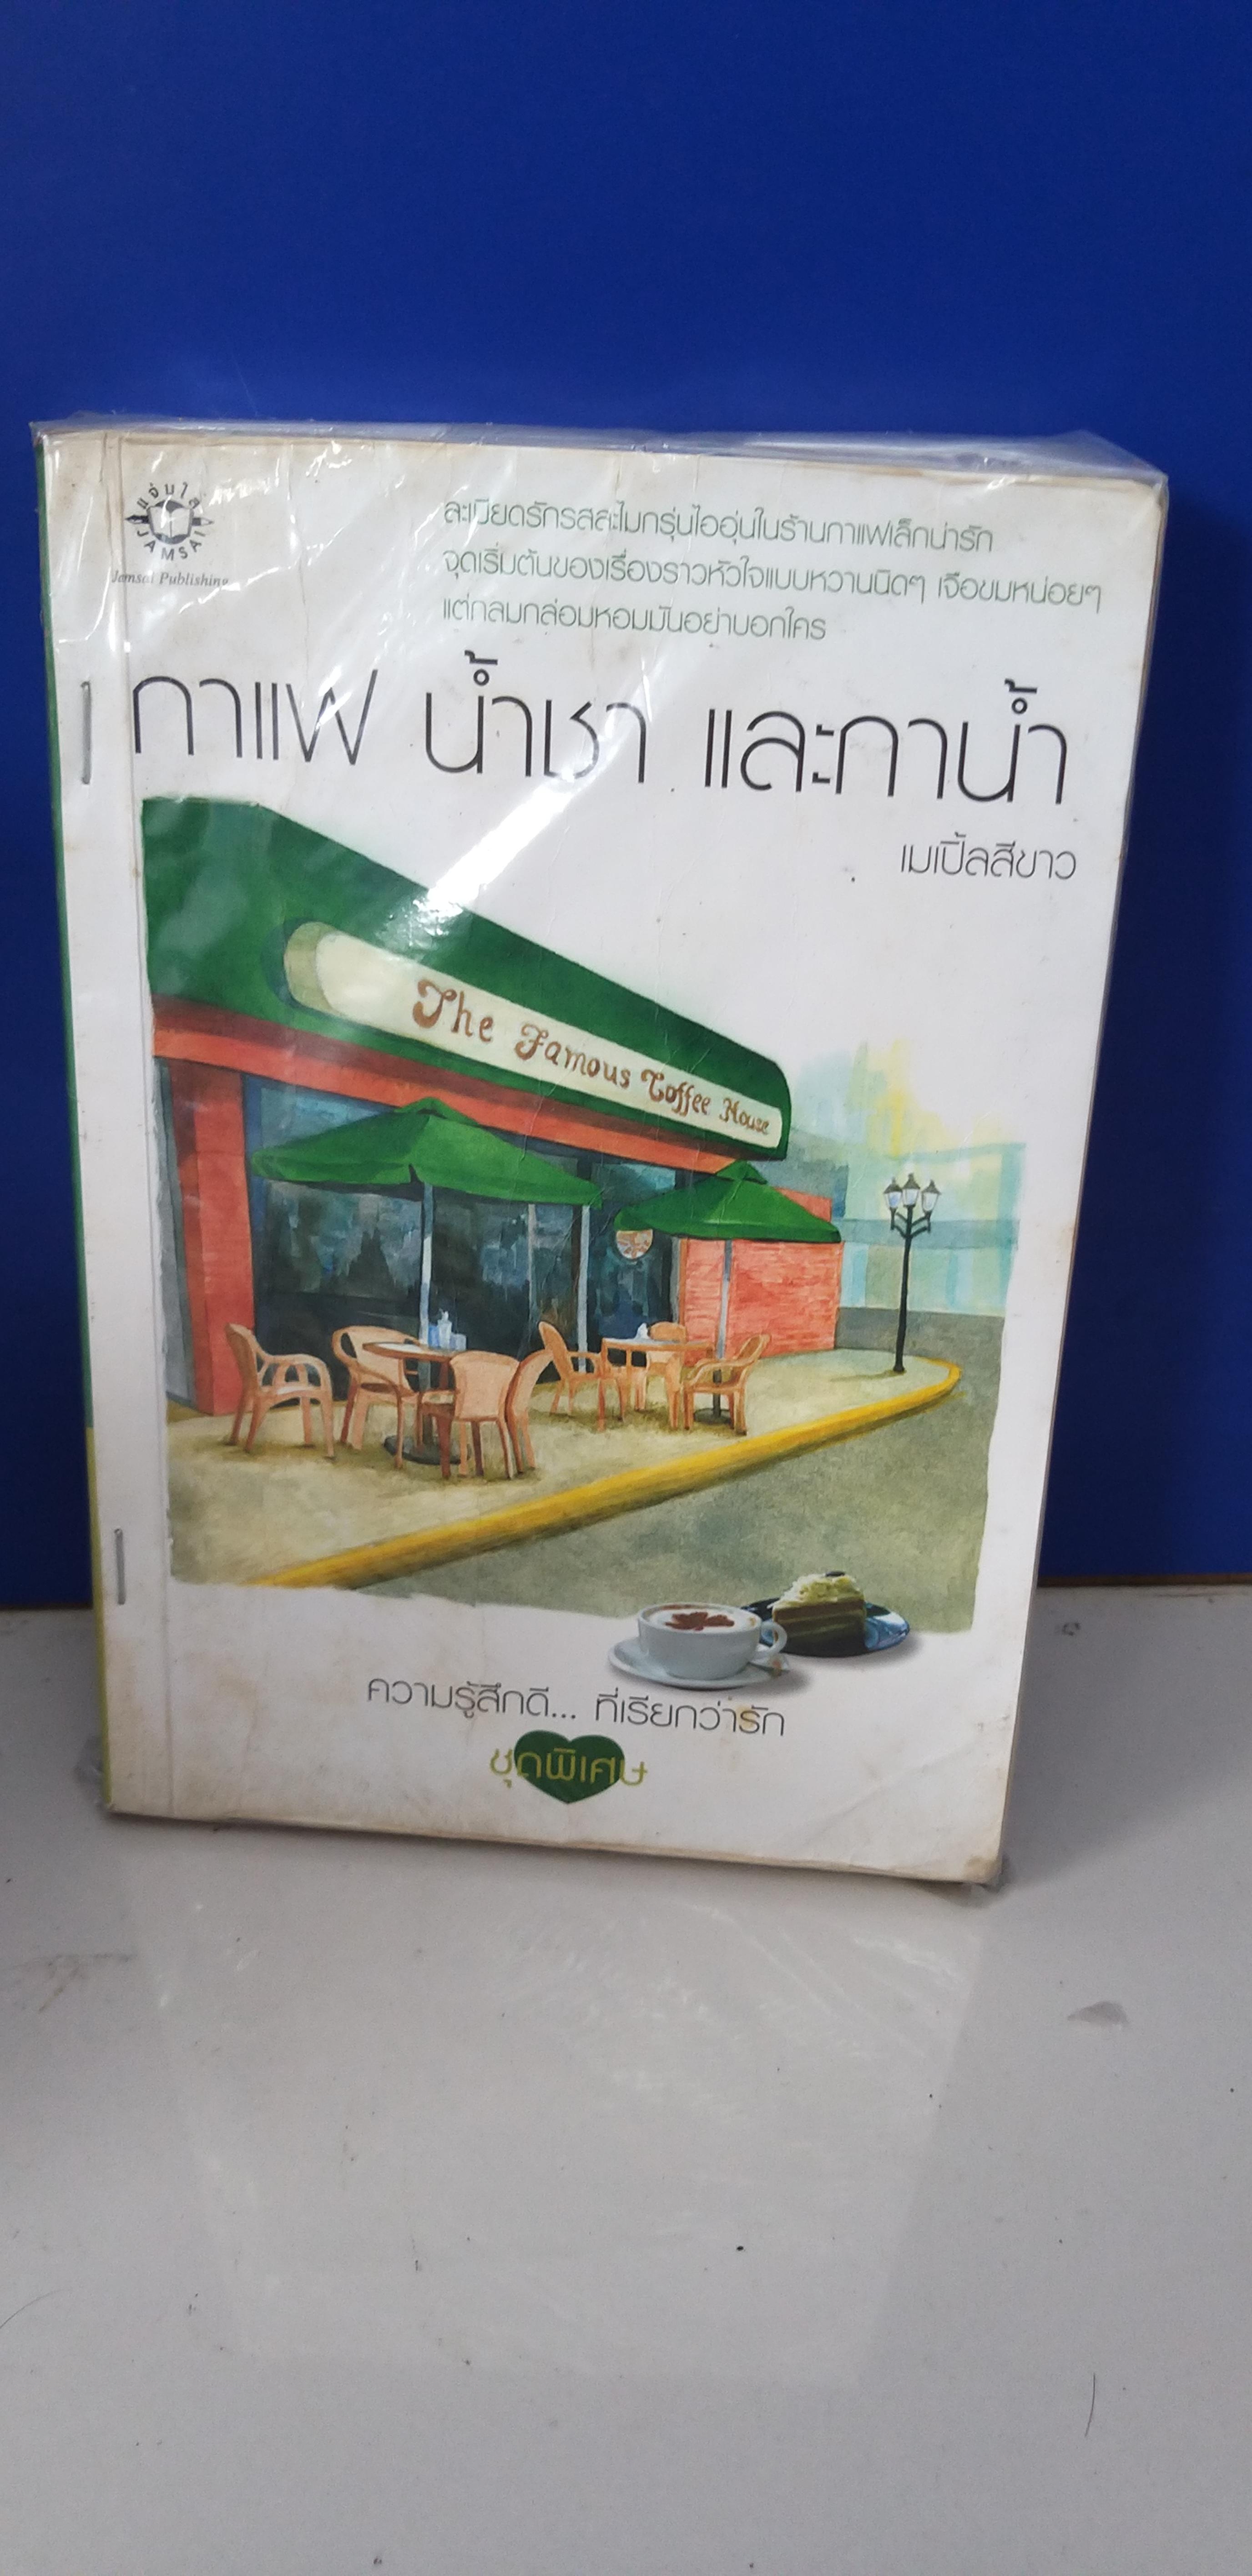 แจ่มใส
JAMSAI
Jamsai Publishing
ละเมียดรักรสละไมกรุ่นไออุ่นในร้านกาแฟเล็กน่ารัก
จุดเริ่มต้นของเรื่องราวหัวใจแบบหวานนิดๆ เจือขมหน่อยๆ
แต่กลมกล่อมหอมมันอย่าบอกใคร
กาแฟ น้ำชา และกาน้ำ
เมเปิ้ลสีขาว
The Famous Coffee House
ความรู้สึกดี... ที่เรียกว่ารัก
ชุดพิเศษ